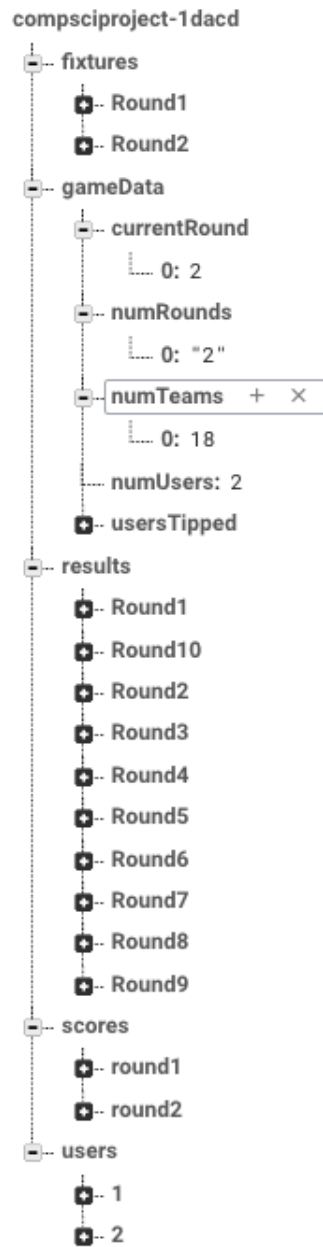 compsciproject-1dacd
fixtures
Round1
Round2
gameData
currentRound
0: 2
numRounds
0: "2"
numTeams + ×
0: 18
numUsers: 2
usersTipped
results
Round1
Round10
Round2
Round3
Round4
Round5
Round6
Round7
Round8
Round9
scores
round1
round2
users
1
2